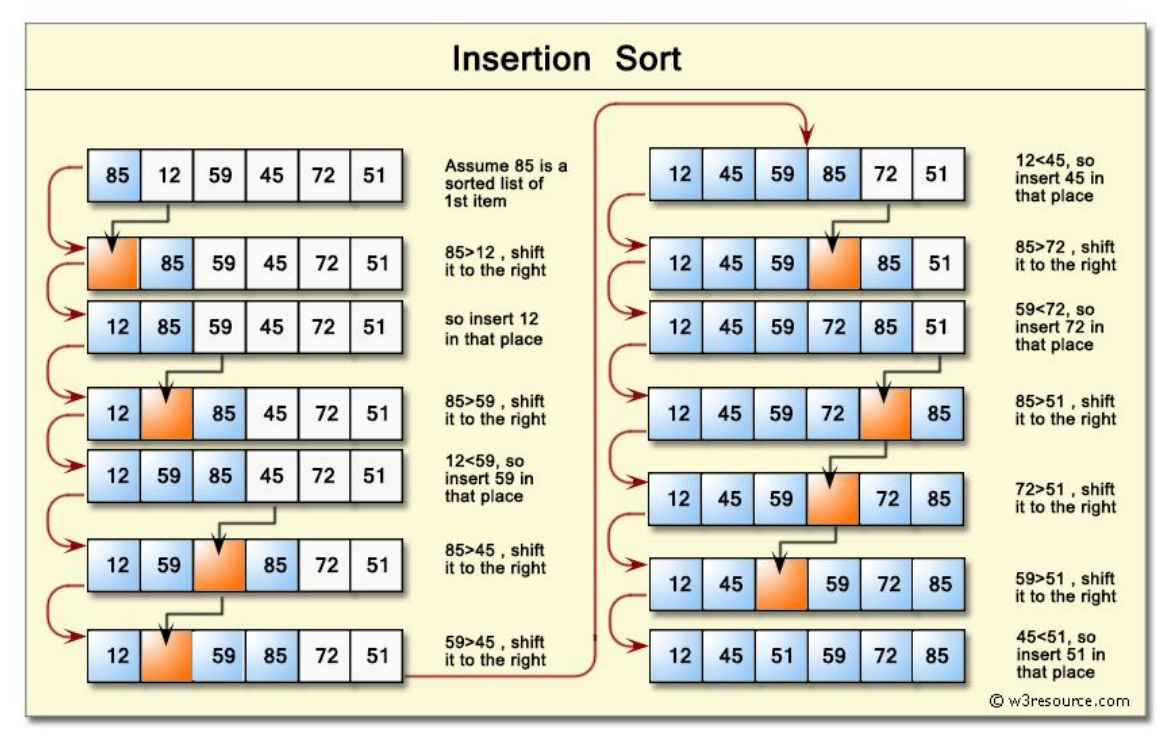 Insertion Sort
85 12 59 45 72 51
Assume 85 is a
sorted list of
1st item
85 59 45 72 51
85>12 , shift
it to the right
12 85 59 45 72 51
so insert 12
in that place
12 85 45 72 51
85>59 , shift
it to the right
12 59 85 45 72 51
12<59, so
insert 59 in
that place
12 59 85 72 51
85>45 , shift
it to the right
12 59 85 72 51
59>45 , shift
it to the right
12 45 59 85 72 51
12<45, so
insert 45 in
that place
12 45 59 85 51
85>72 , shift
it to the right
12 45 59 72 85 51
59<72, so
insert 72 in
that place
12 45 59 72 85
85>51 , shift
it to the right
12 45 59 72 85
72>51 , shift
it to the right
12 45 59 72 85
59>51 , shift
it to the right
12 45 51 59 72 85
45<51, so
insert 51 in
that place
© w3resource.com